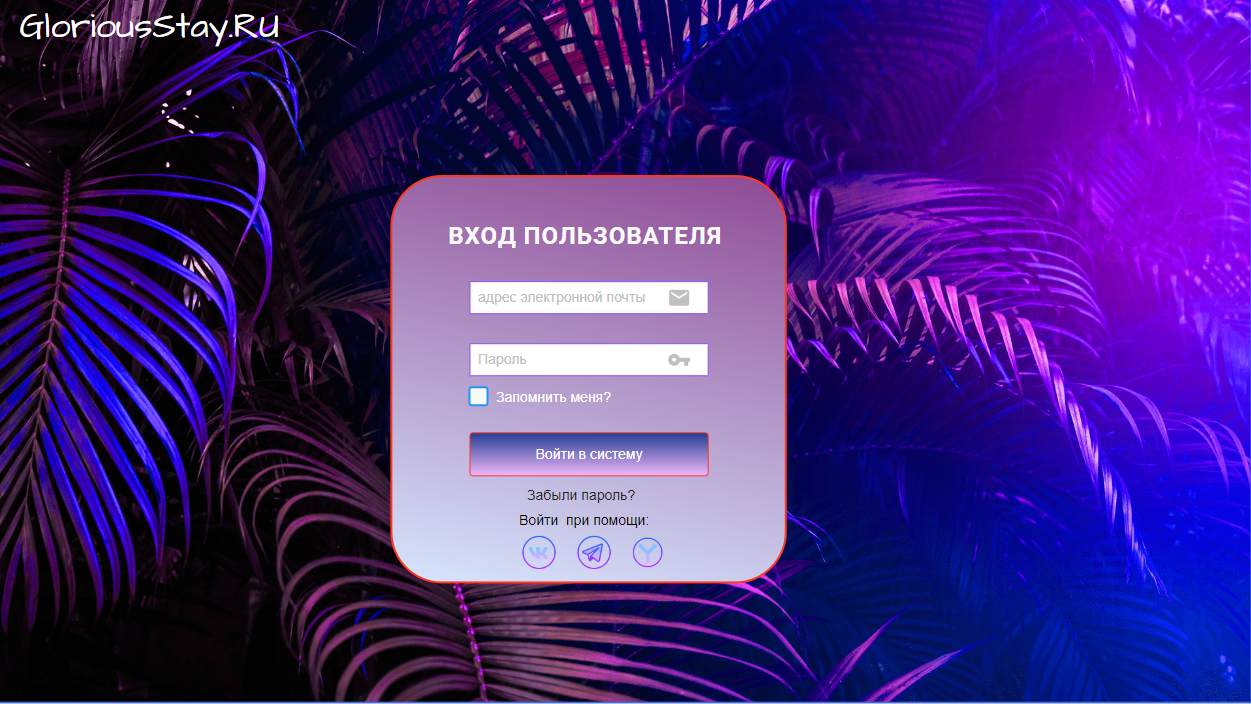 GloriousStay.RU
ВХОД ПОЛЬЗОВАТЕЛЯ
адрес электронной почты
Пароль
Запомнить меня?
Войти в систему
Забыли пароль?
Войти при помощи: